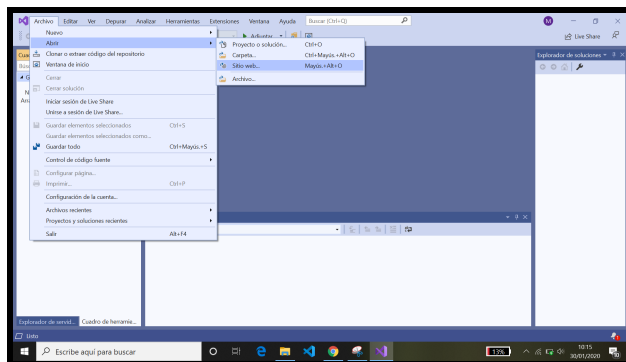 Archivo Editar Ver Depurar Analizar Herramientas Extensiones Ventana Ayuda Buscar (Ctrl+Q) M
Live Share
Adjuntar...
Nuevo
Abrir
Clonar o extraer código del repositorio
Ventana de inicio
Cerrar
Cerrar solución
Iniciar sesión de Live Share
Unirse a sesión de Live Share...
Guardar elementos seleccionados Ctrl+S
Guardar elementos seleccionados como...
Guardar todo Ctrl+Mayús.+S
Control de código fuente
Configurar página...
Imprimir... Ctrl+P
Configuración de la cuenta...
Archivos recientes
Proyectos y soluciones recientes
Salir Alt+F4
Proyecto o solución... Ctrl+O
Carpeta... Ctrl+Mayús.+Alt+O
Sitio web... Mayús.+Alt+O
Archivo...
Explorador de soluciones
Explorador de servid... Cuadro de herramie...
Listo
Escribe aquí para buscar
13%
10:15
30/01/2020